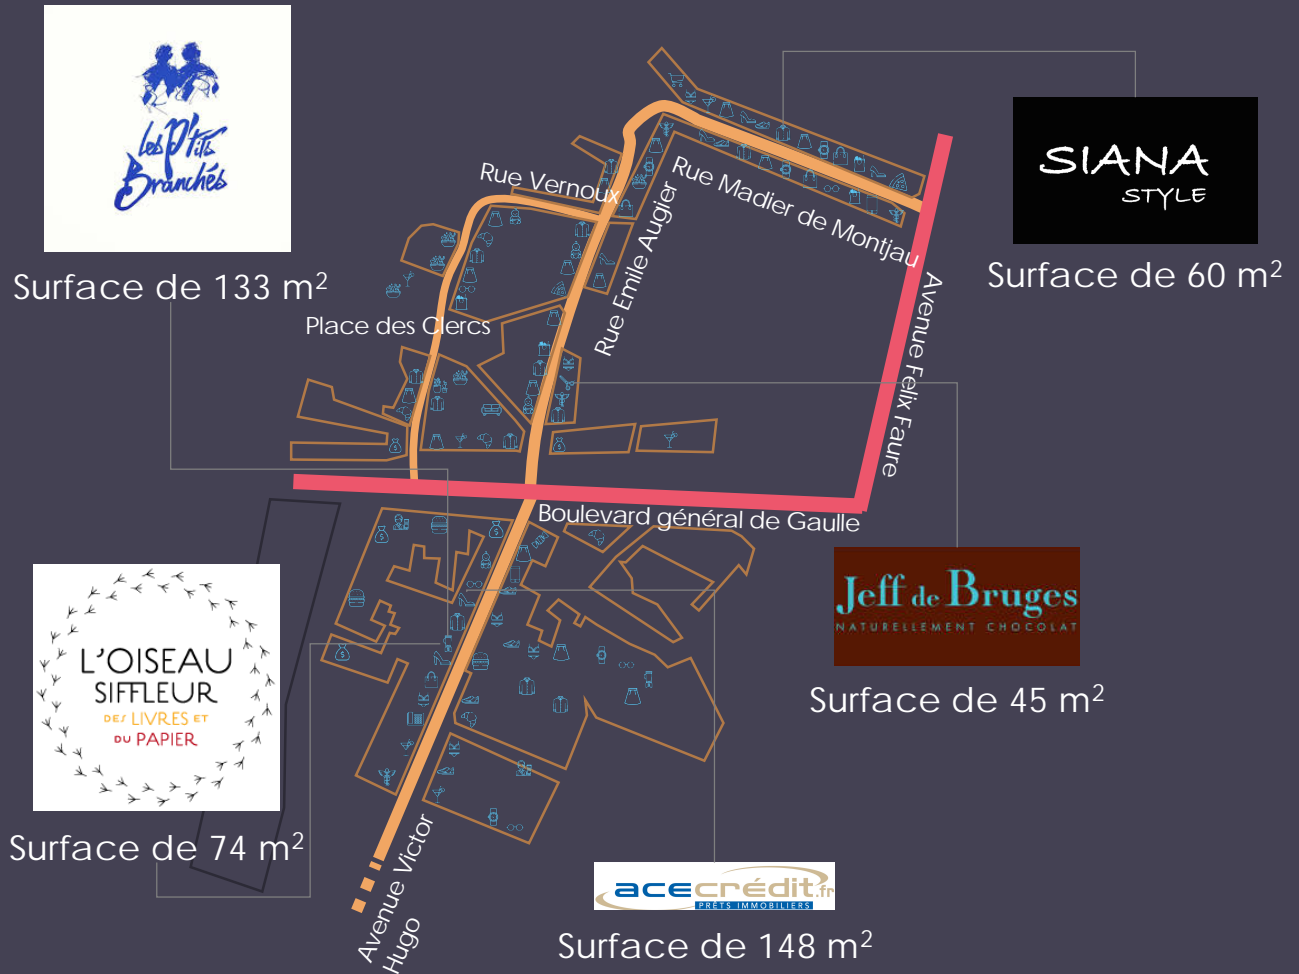 Les P'tits
Branchés
Surface de 133 m²
SIANA
STYLE
Surface de 60 m²
Rue Vernoux
Rue Madier de Montjau
Rue Emile Augier
Place des Clercs
Avenue Félix Faure
Boulevard général de Gaulle
Jeff de Bruges
NATURELLEMENT CHOCOLAT
Surface de 45 m²
L'OISEAU
SIFFLEUR
DES LIVRES ET
DU PAPIER
Surface de 74 m²
Avenue Victor
Hugo
acecrédit.fr
PRÊTS IMMOBILIERS
Surface de 148 m²